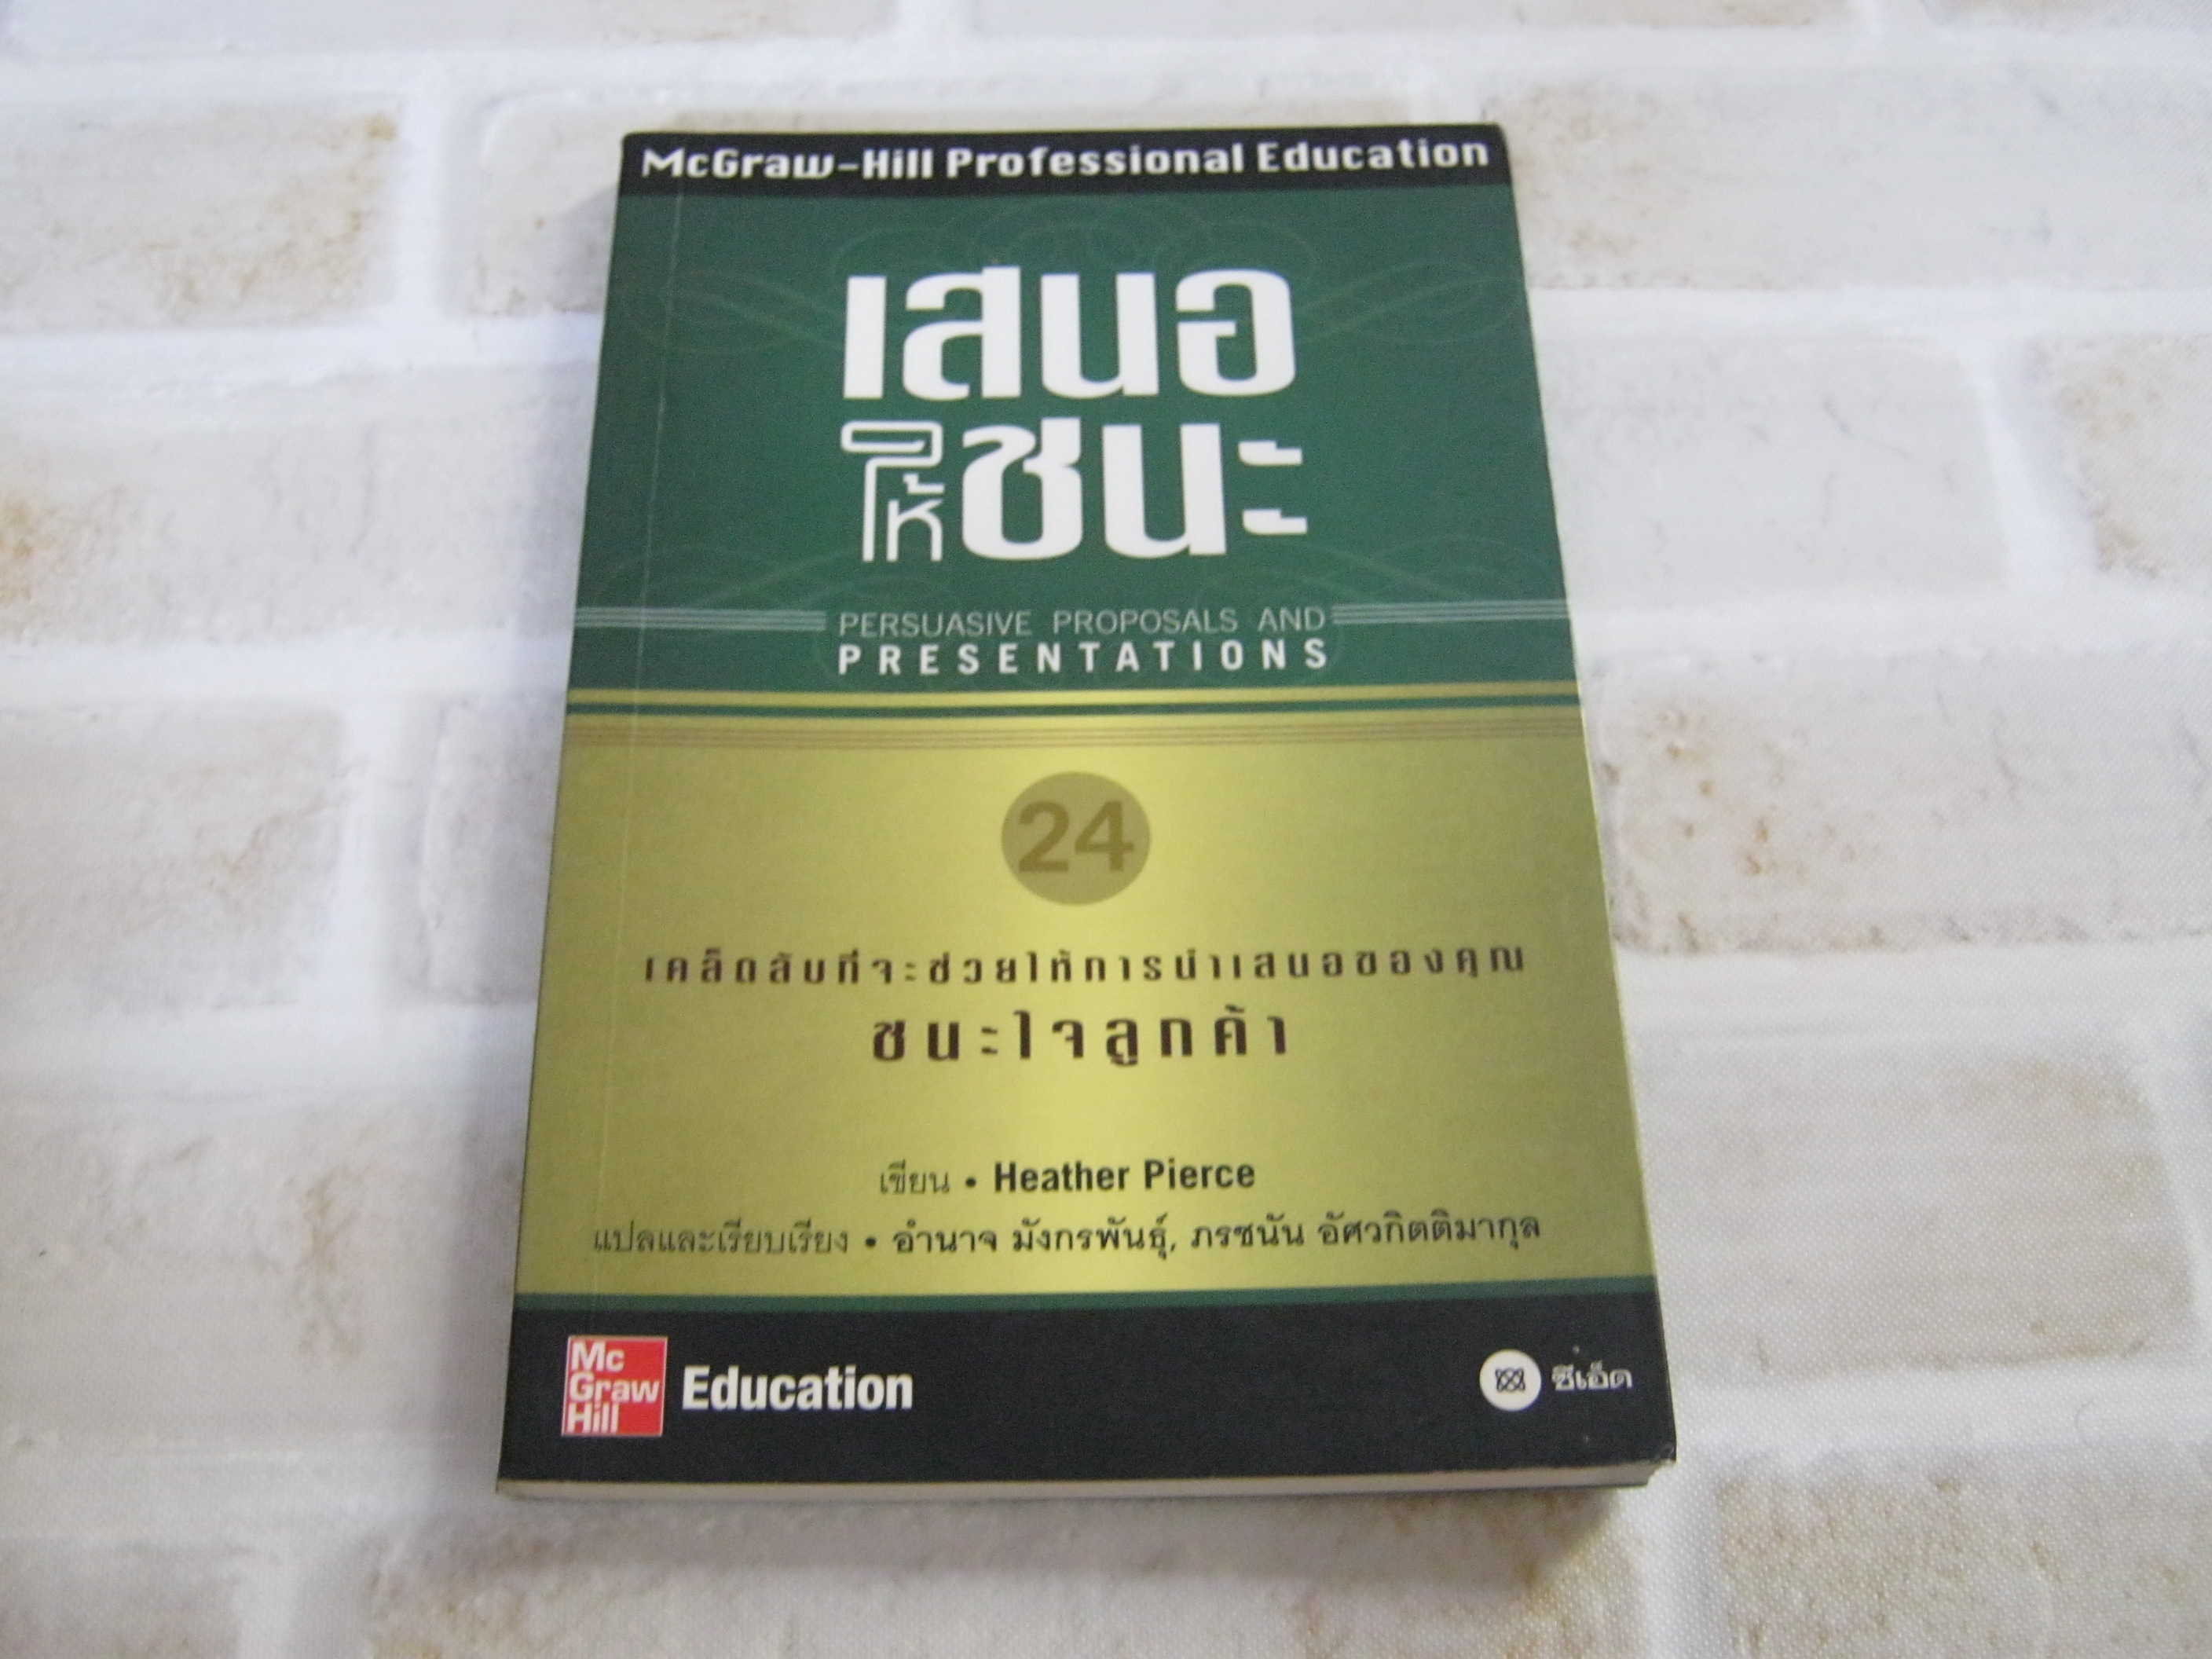 McGraw-Hill Professional Education
เสนอ
ให้ชนะ
PERSUASIVE PROPOSALS AND
PRESENTATIONS
24
เคล็ดลับที่จะช่วยให้การนำเสนอของคุณ
ชนะใจลูกค้า
เขียน • Heather Pierce
แปลและเรียบเรียง • อำนาจ มังกรพันธุ์, ภรชนัน อัศวกิตติมากุล
Mc
Graw
Hill
Education
ซีเอ็ด